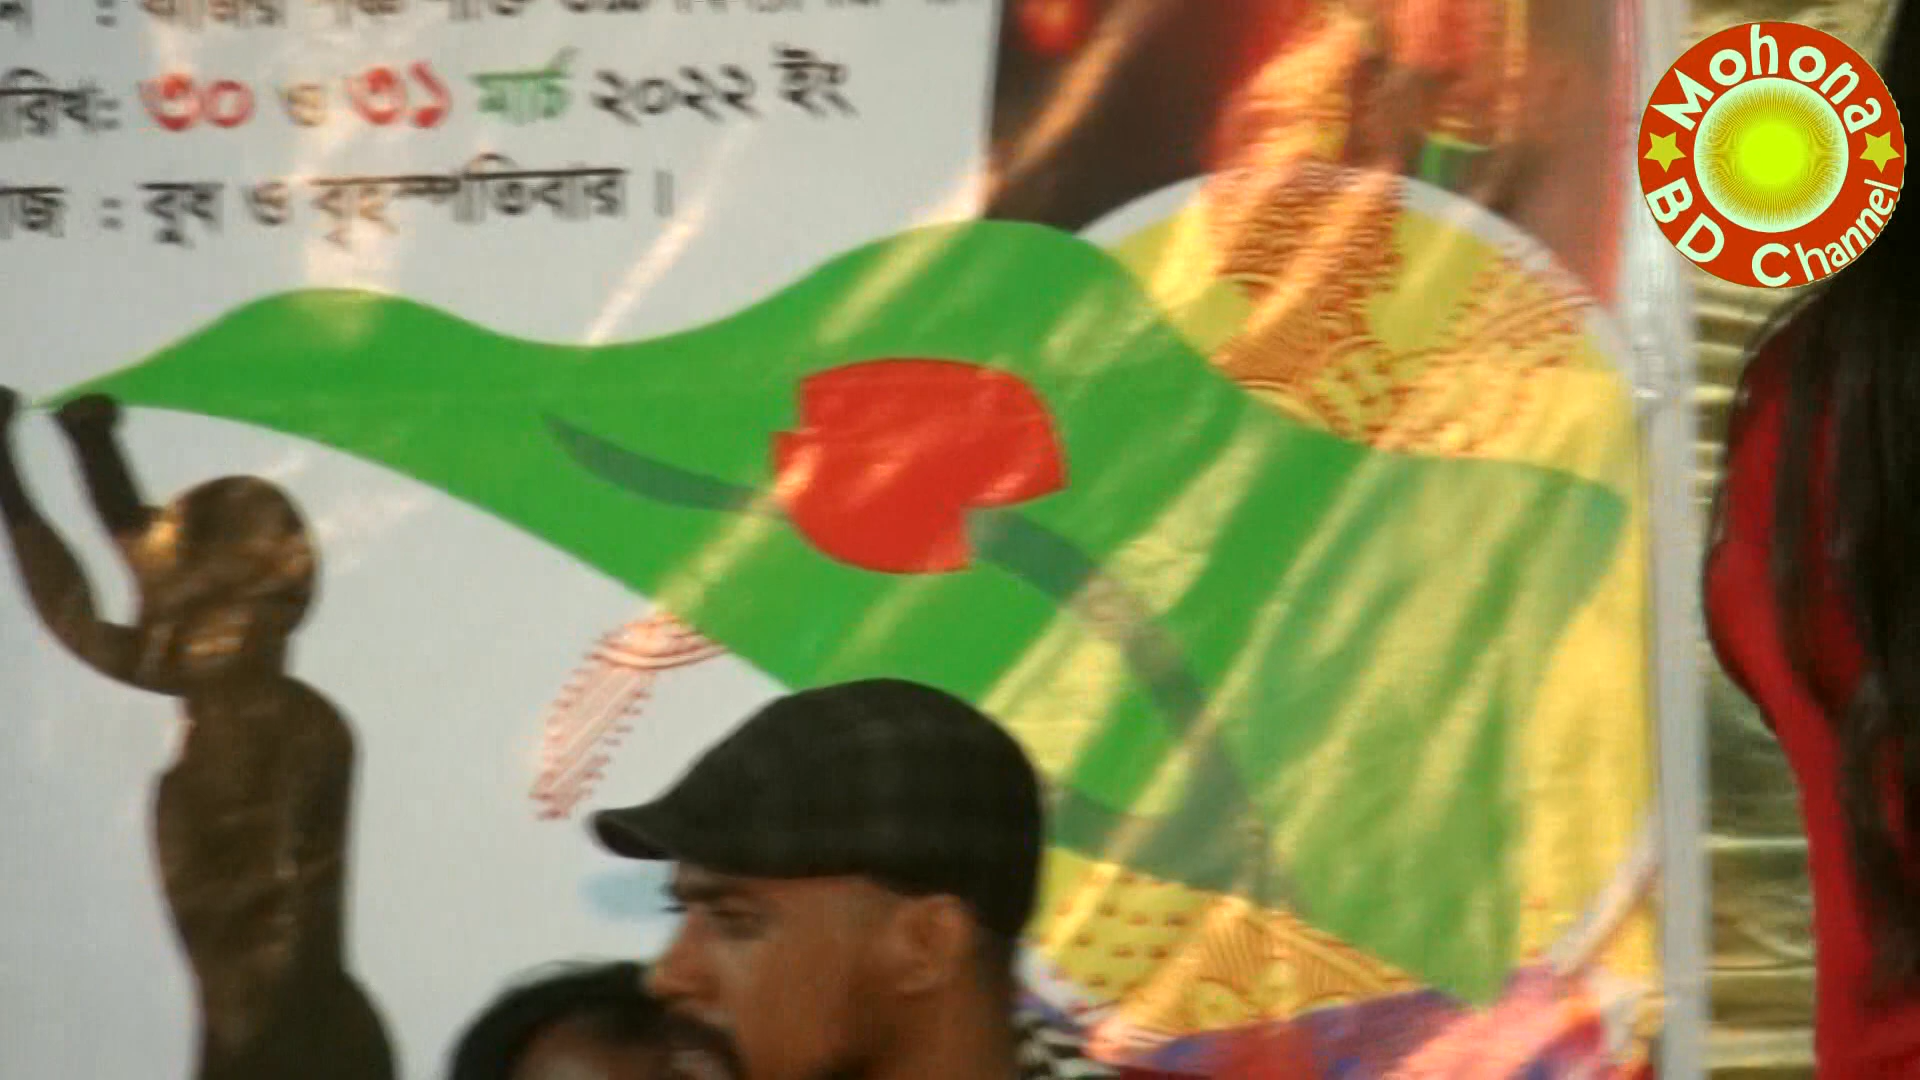 তারিখ: ৩০ ও ৩১ মার্চ ২০২২ ইং
: বুধ ও বৃহস্পতিবার ।
Mohona
BD Channel